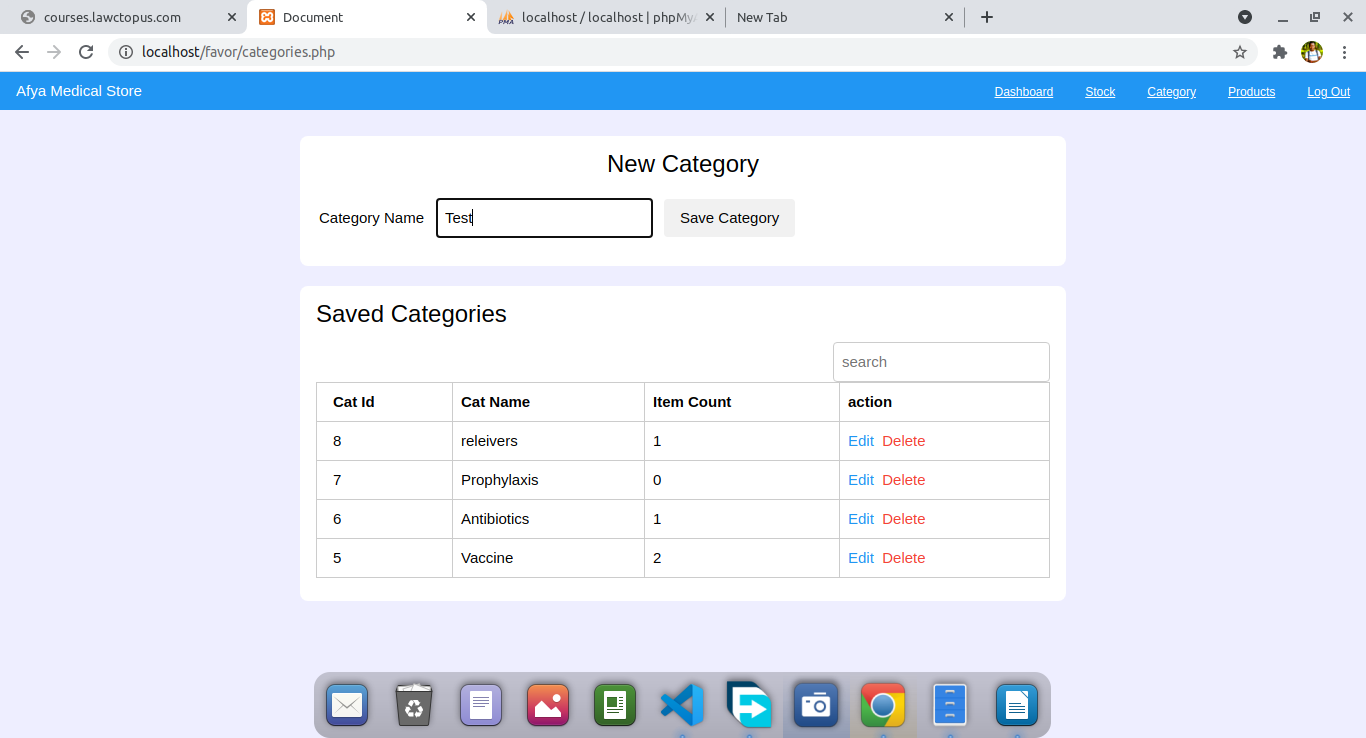 courses.lawctopus.com
Document
localhost / localhost | phpMy
New Tab
localhost/favor/categories.php
Afya Medical Store
Dashboard
Stock
Category
Products
Log Out
New Category
Category Name
Test
Save Category
Saved Categories
search
Cat Id Cat Name Item Count action
8 releivers 1 Edit Delete
7 Prophylaxis 0 Edit Delete
6 Antibiotics 1 Edit Delete
5 Vaccine 2 Edit Delete